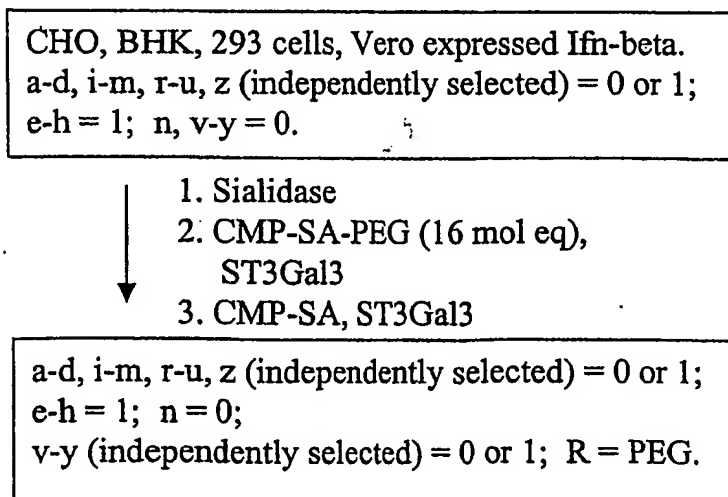 CHO, BHK, 293 cells, Vero expressed Ifn-beta.
a-d, i-m, r-u, z (independently selected) = 0 or 1;
e-h = 1; n, v-y = 0.
1. Sialidase
2. CMP-SA-PEG (16 mol eq),
ST3Gal3
3. CMP-SA, ST3Gal3
a-d, i-m, r-u, z (independently selected) = 0 or 1;
e-h = 1; n = 0;
v-y (independently selected) = 0 or 1; R = PEG.